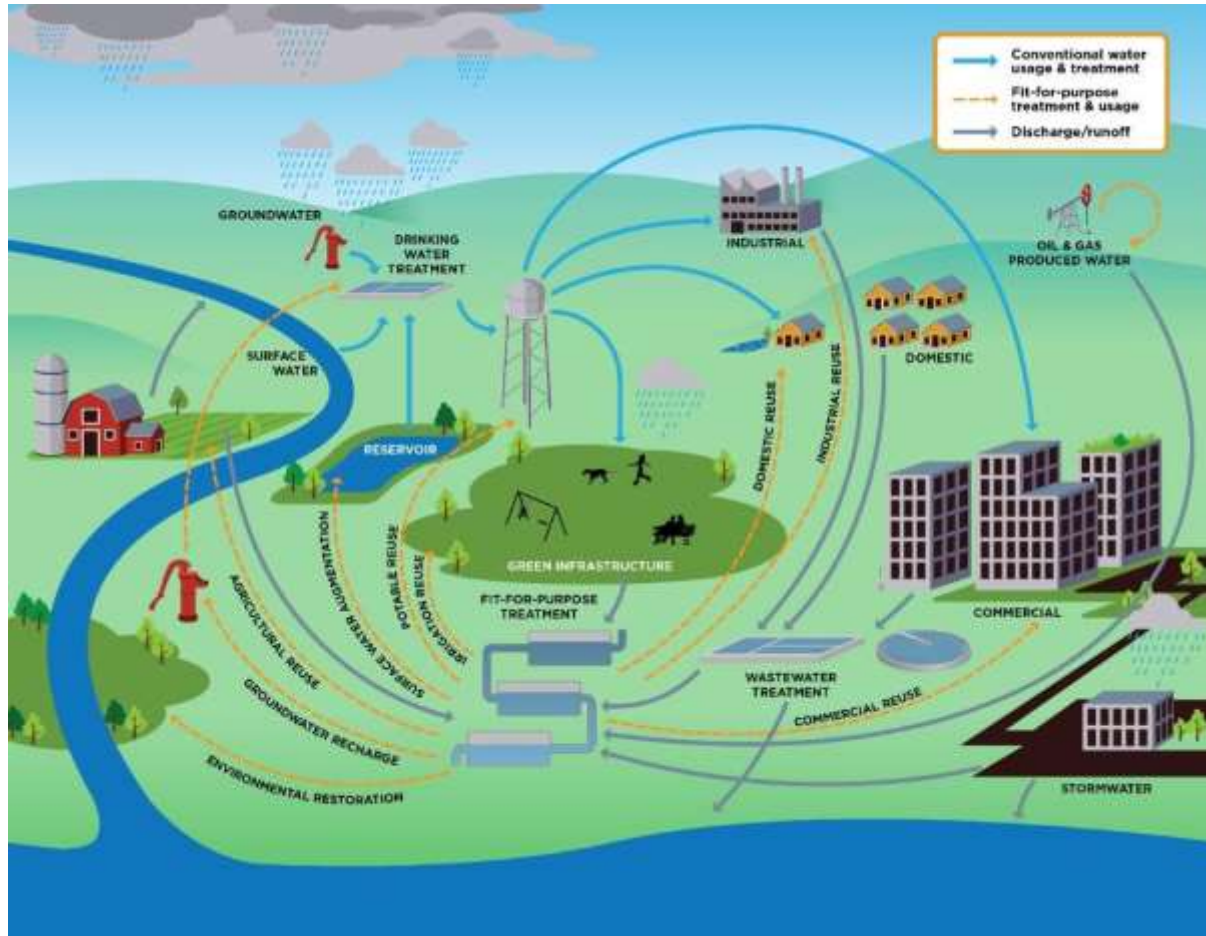 Conventional water
usage & treatment
Fit-for-purpose
treatment & usage
Discharge/runoff
GROUNDWATER
DRINKING
WATER
TREATMENT
INDUSTRIAL
OIL & GAS
PRODUCED WATER
SURFACE
WATER
DOMESTIC
RESERVOIR
DOMESTIC REUSE
INDUSTRIAL REUSE
GREEN INFRASTRUCTURE
FIT-FOR-PURPOSE
TREATMENT
AGRICULTURAL REUSE
SURFACE WATER AUGMENTATION
POTABLE REUSE
IRRIGATION REUSE
COMMERCIAL
WASTEWATER
TREATMENT
COMMERCIAL REUSE
GROUNDWATER RECHARGE
ENVIRONMENTAL RESTORATION
STORMWATER